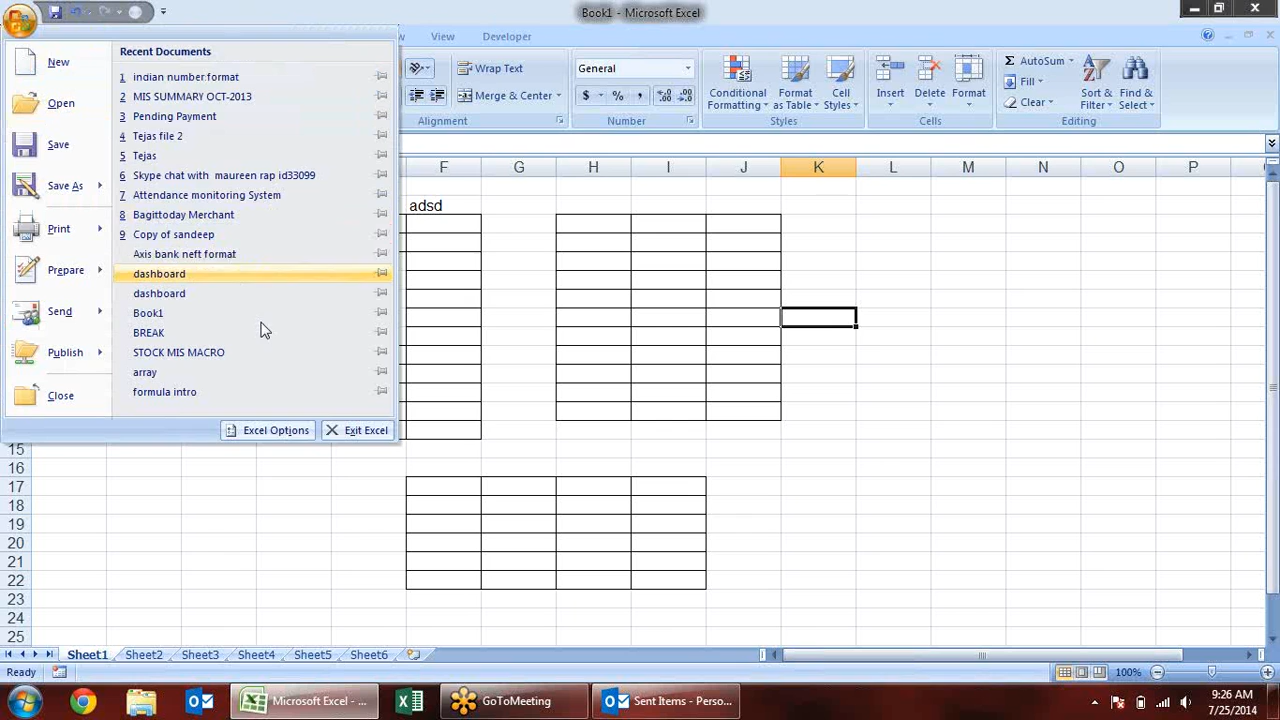 Book1 - Microsoft Excel
View Developer
Recent Documents
New
Open
Save
Save As
Print
Prepare
Send
Publish
Close
1 indian number format
2 MIS SUMMARY OCT-2013
3 Pending Payment
4 Tejas file 2
5 Tejas
6 Skype chat with maureen rap id33099
7 Attendance monitoring System
8 Bagittoday Merchant
9 Copy of sandeep
Axis bank neft format
dashboard
dashboard
Book1
BREAK
STOCK MIS MACRO
array
formula intro
Excel Options Exit Excel
Wrap Text
Merge & Center
Alignment
General
$ % , .0 .00 .00 .0
Number
Conditional Formatting
Format as Table
Cell Styles
Styles
Insert Delete Format
Cells
AutoSum
Fill
Clear
Sort & Filter
Find & Select
Editing
F G H I J K L M N O P
adsd
15
16
17
18
19
20
21
22
23
24
25
Sheet1 Sheet2 Sheet3 Sheet4 Sheet5 Sheet6
Ready 100%
Microsoft Excel - ... GoToMeeting Sent Items - Perso... 9:26 AM
7/25/2014